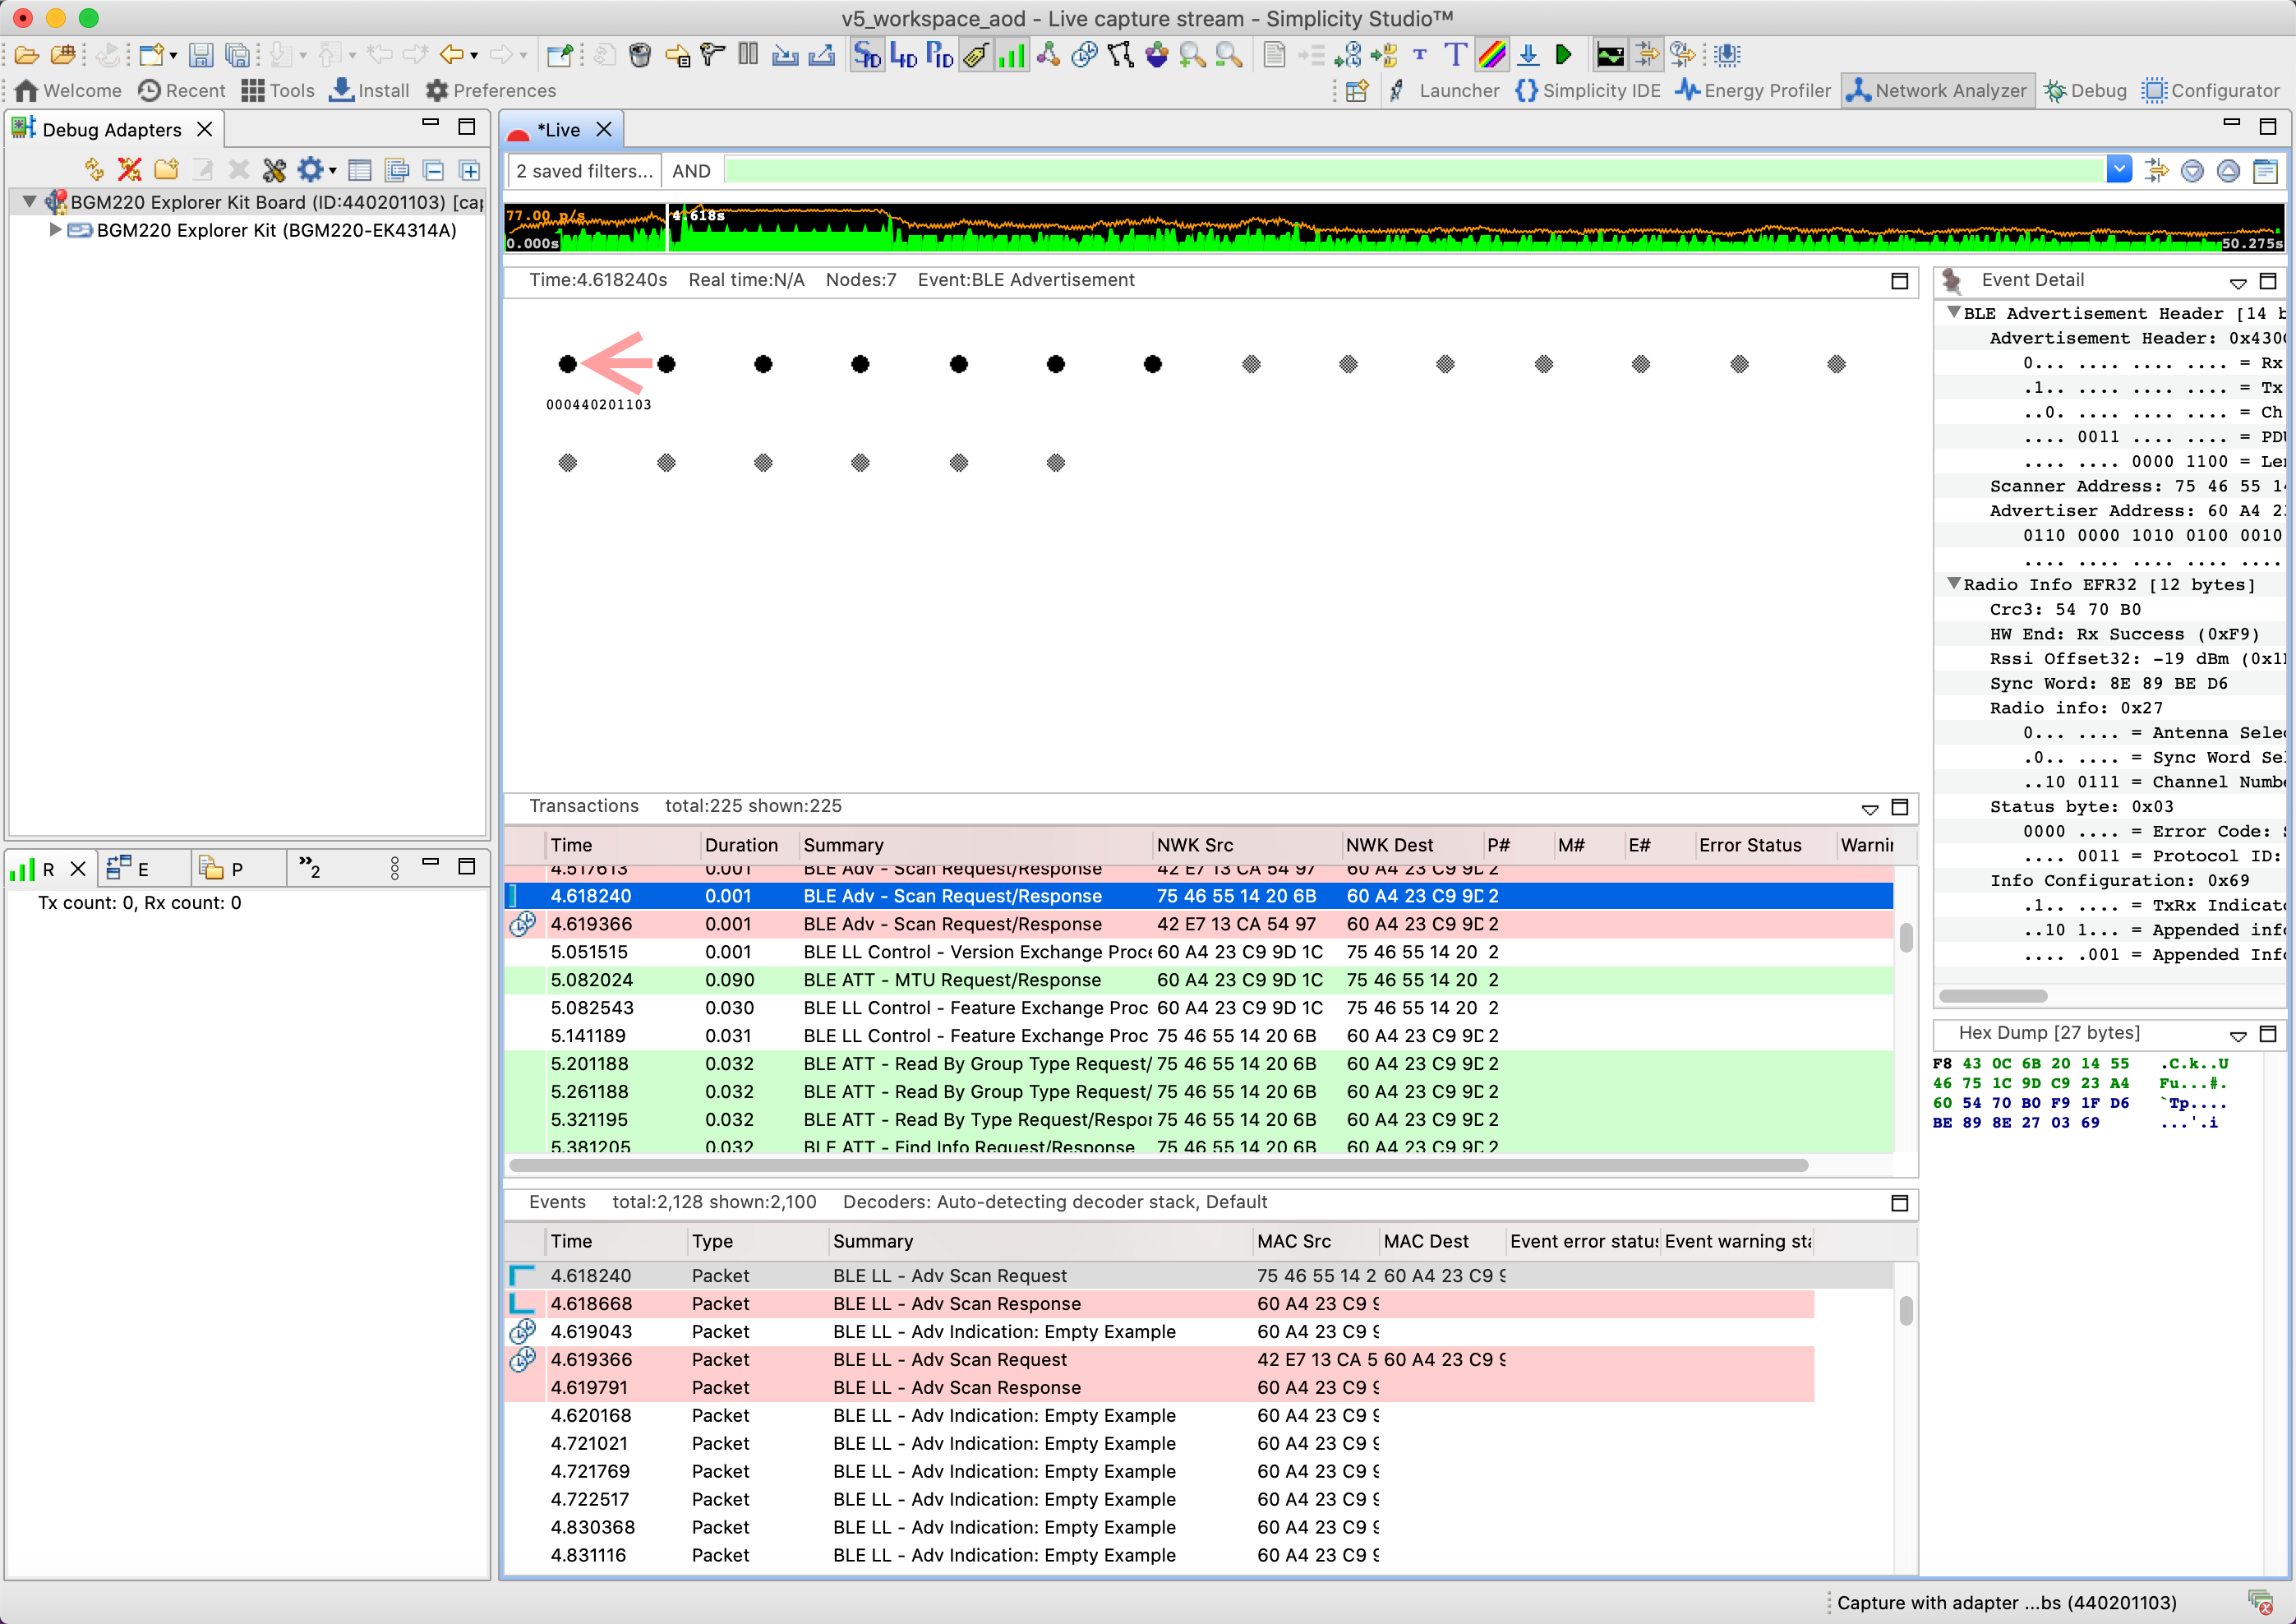 v5_workspace_aod - Live capture stream - Simplicity Studio™
Welcome Recent Tools Install Preferences
Launcher Simplicity IDE Energy Profiler Network Analyzer Debug Configurator
Debug Adapters
BGM220 Explorer Kit Board (ID:440201103) [cap
BGM220 Explorer Kit (BGM220-EK4314A)
R E P 2
Tx count: 0, Rx count: 0
*Live
2 saved filters... AND
77.00 p/s 4.618s
0.000s 50.275s
Time:4.618240s Real time:N/A Nodes:7 Event:BLE Advertisement
000440201103
Transactions total:225 shown:225
Time Duration Summary NWK Src NWK Dest P# M# E# Error Status Warnin
4.517613 0.001 BLE Adv - Scan Request/Response 42 E7 13 CA 54 97 60 A4 23 C9 9D 2
4.618240 0.001 BLE Adv - Scan Request/Response 75 46 55 14 20 6B 60 A4 23 C9 9D 2
4.619366 0.001 BLE Adv - Scan Request/Response 42 E7 13 CA 54 97 60 A4 23 C9 9D 2
5.051515 0.001 BLE LL Control - Version Exchange Proc 60 A4 23 C9 9D 1C 75 46 55 14 20 2
5.082024 0.090 BLE ATT - MTU Request/Response 60 A4 23 C9 9D 1C 75 46 55 14 20 2
5.082543 0.030 BLE LL Control - Feature Exchange Proc 60 A4 23 C9 9D 1C 75 46 55 14 20 2
5.141189 0.031 BLE LL Control - Feature Exchange Proc 75 46 55 14 20 6B 60 A4 23 C9 9D 2
5.201188 0.032 BLE ATT - Read By Group Type Request/ 75 46 55 14 20 6B 60 A4 23 C9 9D 2
5.261188 0.032 BLE ATT - Read By Group Type Request/ 75 46 55 14 20 6B 60 A4 23 C9 9D 2
5.321195 0.032 BLE ATT - Read By Type Request/Respor 75 46 55 14 20 6B 60 A4 23 C9 9D 2
5.381205 0.032 BLE ATT - Find Info Request/Response 75 46 55 14 20 6B 60 A4 23 C9 9D 2
Events total:2,128 shown:2,100 Decoders: Auto-detecting decoder stack, Default
Time Type Summary MAC Src MAC Dest Event error status Event warning sta
4.618240 Packet BLE LL - Adv Scan Request 75 46 55 14 2 60 A4 23 C9 9
4.618668 Packet BLE LL - Adv Scan Response 60 A4 23 C9 9
4.619043 Packet BLE LL - Adv Indication: Empty Example 60 A4 23 C9 9
4.619366 Packet BLE LL - Adv Scan Request 42 E7 13 CA 5 60 A4 23 C9 9
4.619791 Packet BLE LL - Adv Scan Response 60 A4 23 C9 9
4.620168 Packet BLE LL - Adv Indication: Empty Example 60 A4 23 C9 9
4.721021 Packet BLE LL - Adv Indication: Empty Example 60 A4 23 C9 9
4.721769 Packet BLE LL - Adv Indication: Empty Example 60 A4 23 C9 9
4.722517 Packet BLE LL - Adv Indication: Empty Example 60 A4 23 C9 9
4.830368 Packet BLE LL - Adv Indication: Empty Example 60 A4 23 C9 9
4.831116 Packet BLE LL - Adv Indication: Empty Example 60 A4 23 C9 9
Event Detail
BLE Advertisement Header [14 b
Advertisement Header: 0x430
0... .... .... .... = Rx
.1.. .... .... .... = Tx
..0. .... .... .... = Ch
.... 0011 .... .... = PDU
.... .... 0000 1100 = Le
Scanner Address: 75 46 55 14
Advertiser Address: 60 A4 2
0110 0000 1010 0100 0010
.... .... .... .... ....
Radio Info EFR32 [12 bytes]
Crc3: 54 70 B0
HW End: Rx Success (0xF9)
Rssi Offset32: -19 dBm (0x1
Sync Word: 8E 89 BE D6
Radio info: 0x27
0... .... = Antenna Sele
.0.. .... = Sync Word Se
..10 0111 = Channel Numb
Status byte: 0x03
0000 .... = Error Code: S
.... 0011 = Protocol ID:
Info Configuration: 0x69
.1.. .... = TxRx Indicat
..10 1... = Appended inf
.... .001 = Appended Inf
Hex Dump [27 bytes]
F8 43 0C 6B 20 14 55 .C.k..U
46 75 1C 9D C9 23 A4 Fu...#.
60 54 70 B0 F9 1F D6 `Tp....
BE 89 8E 27 03 69 ...'.i
Capture with adapter ...bs (440201103)